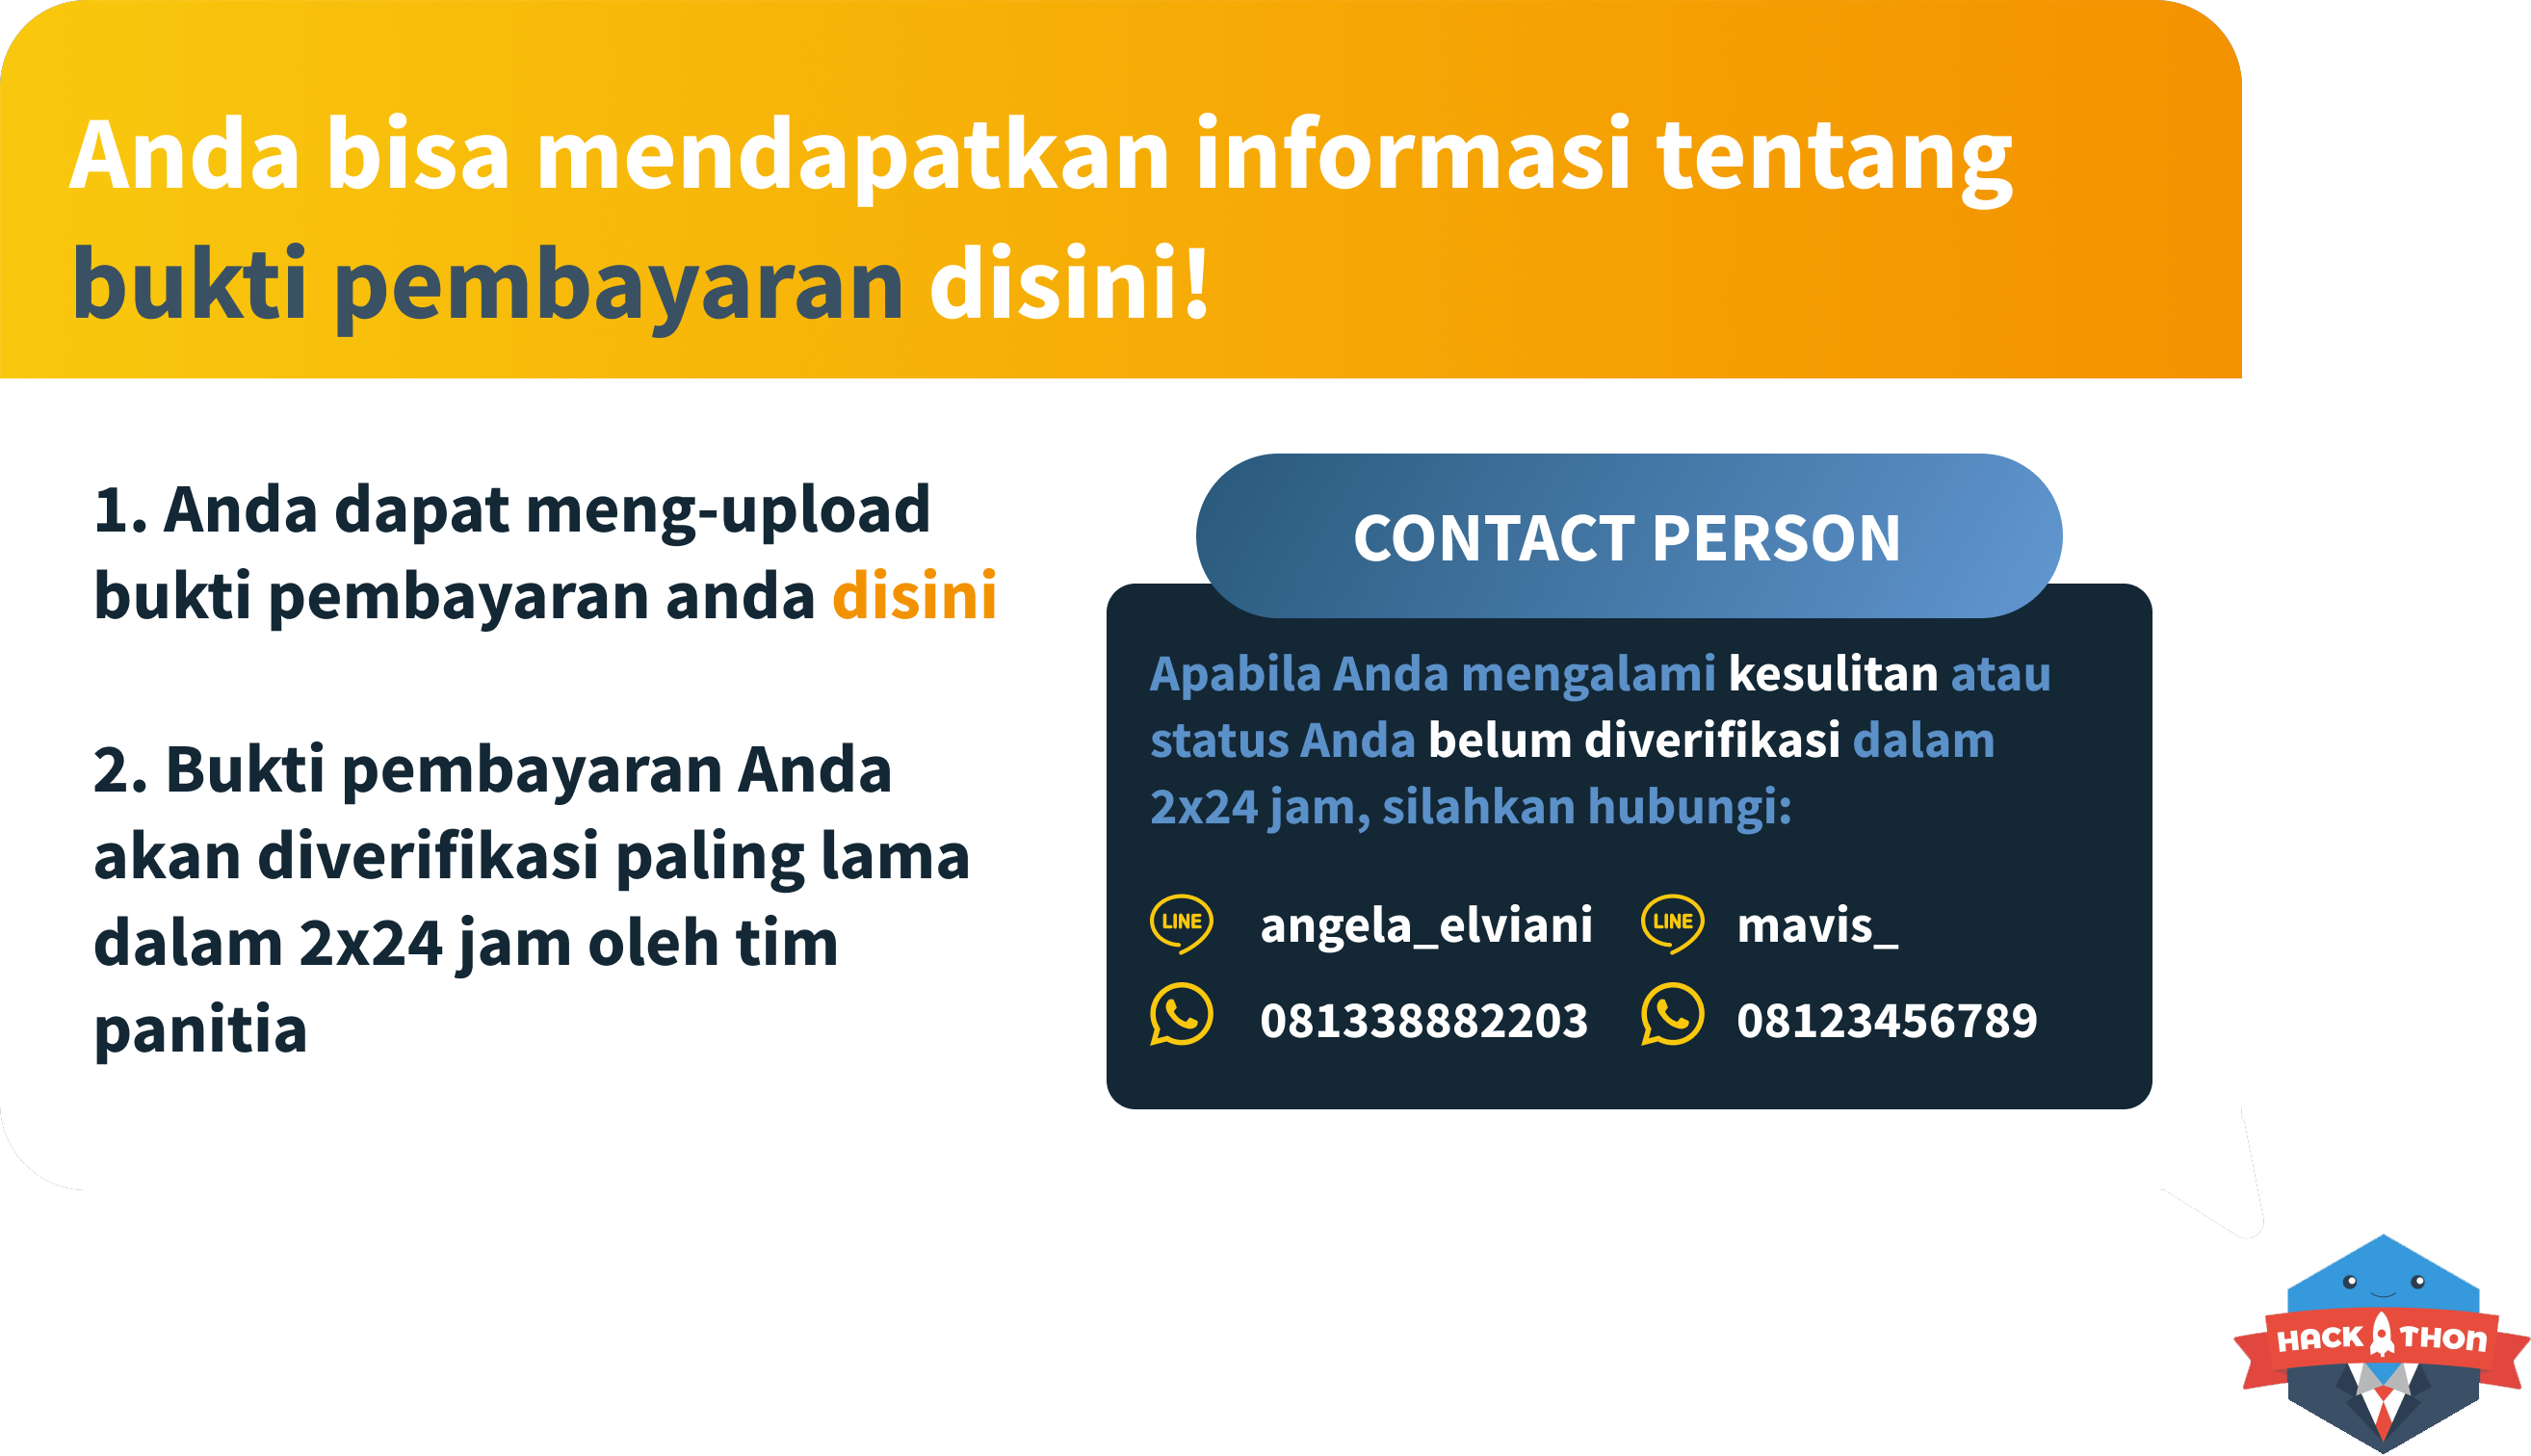 Anda bisa mendapatkan informasi tentang
bukti pembayaran disini!
1. Anda dapat meng-upload
bukti pembayaran anda disini
2. Bukti pembayaran Anda
akan diverifikasi paling lama
dalam 2x24 jam oleh tim
panitia
CONTACT PERSON
Apabila Anda mengalami kesulitan atau
status Anda belum diverifikasi dalam
2x24 jam, silahkan hubungi:
LINE angela_elviani LINE mavis_
081338882203 08123456789
HACK THON